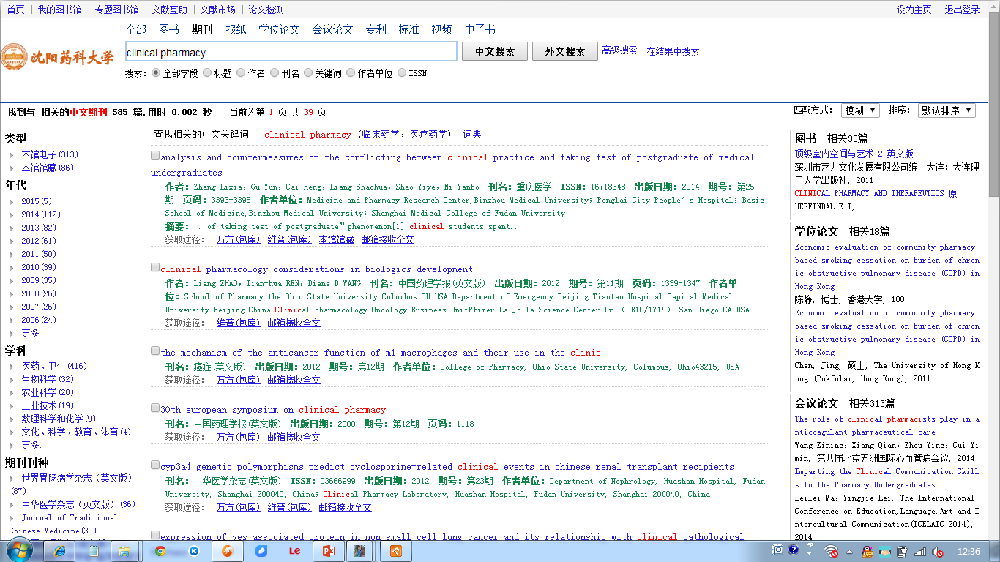 首页 | 我的图书馆 | 专题图书馆 | 文献互助 | 文献市场 | 论文检测 设为主页 | 退出登录
全部 图书 期刊 报纸 学位论文 会议论文 专利 标准 视频 电子书
沈阳药科大学
clinical pharmacy 中文搜索 外文搜索 高级搜索 在结果中搜索
搜索: 全部字段 标题 作者 刊名 关键词 作者单位 ISSN
找到与 相关的中文期刊 585 篇,用时 0.002 秒 当前为第 1 页 共 39 页 匹配方式: 模糊 排序: 默认排序
类型
本馆电子(313)
本馆馆藏(86)
年代
2015(5)
2014(112)
2013(82)
2012(61)
2011(50)
2010(39)
2009(35)
2008(26)
2007(26)
2006(24)
更多
学科
医药、卫生(416)
生物科学(32)
农业科学(20)
工业技术(19)
数理科学和化学(9)
文化、科学、教育、体育(4)
更多..
期刊刊种
世界胃肠病学杂志（英文版）
(87)
中华医学杂志（英文版）(36)
Journal of Traditional
Chinese Medicine(30)
查找相关的中文关键词 clinical pharmacy (临床药学, 医疗药学) 词典
analysis and countermeasures of the conflicting between clinical practice and taking test of postgraduate of medical
undergraduates
作者: Zhang Lixia, Gu Yun, Cai Heng, Liang Shaohua, Shao Yiye, Ni Yanbo 刊名: 重庆医学 ISSN: 16718348 出版日期: 2014 期号: 第25
期 页码: 3393-3396 作者单位: Medicine and Pharmacy Research Center,Binzhou Medical University; Penglai City People′s Hospital; Basic
School of Medicine,Binzhou Medical University; Shanghai Medical College of Fudan University
摘要: ...of taking test of postgraduate”phenomenon[1].clinical students spent...
获取途径: 万方(包库) 维普(包库) 本馆馆藏 邮箱接收全文
clinical pharmacology considerations in biologics development
作者: Liang ZHAO, Tian-hua REN, Diane D WANG 刊名: 中国药理学报(英文版) 出版日期: 2012 期号: 第11期 页码: 1339-1347 作者单
位: School of Pharmacy the Ohio State University Columbus OH USA Department of Emergency Beijing Tiantan Hospital Capital Medical
University Beijing China Clinical Pharmacology Oncology Business UnitPfizer La Jolla Science Center Dr （CB10/1719） San Diego CA USA
获取途径: 维普(包库) 邮箱接收全文
the mechanism of the anticancer function of m1 macrophages and their use in the clinic
刊名: 癌症(英文版) 出版日期: 2012 期号: 第12期 作者单位: College of Pharmacy, Ohio State University, Columbus, Ohio43215, USA
获取途径: 万方(包库) 邮箱接收全文
30th european symposium on clinical pharmacy
刊名: 中国药理学报(英文版) 出版日期: 2000 期号: 第12期 页码: 1118
获取途径: 万方(包库) 邮箱接收全文
cyp3a4 genetic polymorphisms predict cyclosporine-related clinical events in chinese renal transplant recipients
刊名: 中华医学杂志(英文版) ISSN: 03666999 出版日期: 2012 期号: 第23期 作者单位: Department of Nephrology, Huashan Hospital, Fudan
University, Shanghai 200040, China; Clinical Pharmacy Laboratory, Huashan Hospital, Fudan University, Shanghai 200040, China
获取途径: 万方(包库) 维普(包库) 邮箱接收全文
expression of yes-associated protein in non-small cell lung cancer and its relationship with clinical pathological
图书 相关33篇
顶级室内空间与艺术 2 英文版
深圳市艺力文化发展有限公司编, 大连: 大连理
工大学出版社, 2011
CLINICAL PHARMACY AND THERAPEUTICS 原
HERFINDAL.E.T,
学位论文 相关18篇
Economic evaluation of community pharmacy
based smoking cessation on burden of chron
ic obstructive pulmonary disease (COPD) in
Hong Kong
陈静, 博士, 香港大学, 100
Economic evaluation of community pharmacy
based smoking cessation on burden of chron
ic obstructive pulmonary disease (COPD) in
Hong Kong
Chen, Jing, 硕士, The University of Hong K
ong (Pokfulam, Hong Kong), 2011
会议论文 相关313篇
The role of clinical pharmacists play in a
nticoagulant pharmaceutical care
Wang Zining, Xiang Qian, Zhou Ying, Cui Yi
min, 第八届北京五洲国际心血管病会议, 2014
Imparting the Clinical Communication Skill
s to the Pharmacy Undergraduates
Leilei Ma, Yingjie Lei, The International
Conference on Education,Language,Art and I
ntercultural Communication(ICELAIC 2014),
2014
12:36